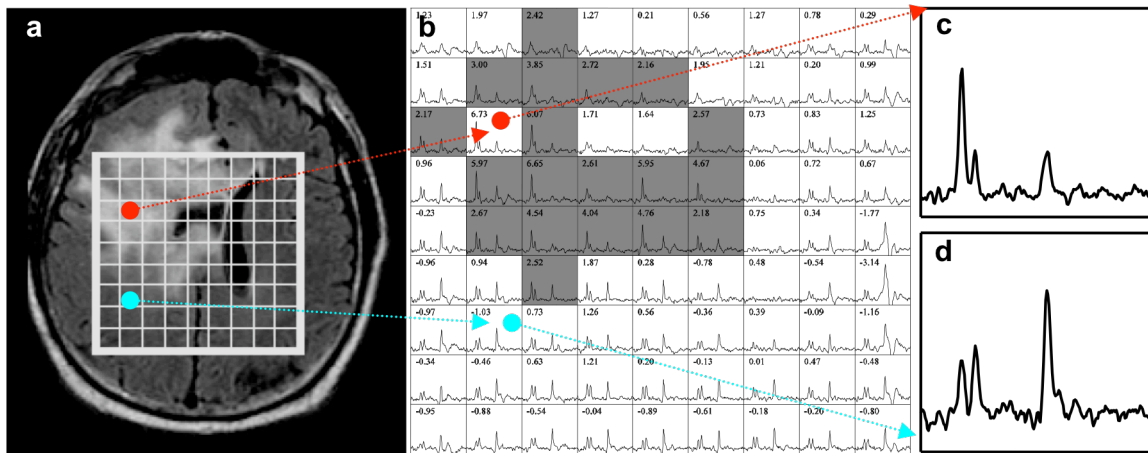 a
b
c
d
1.23 1.97 2.42 1.27 0.21 0.56 1.27 0.78 0.29
1.51 3.00 3.85 2.72 2.16 1.95 1.21 0.20 0.99
2.17 6.73 6.07 1.71 1.64 2.57 0.73 0.83 1.25
0.96 5.97 6.65 2.61 5.95 4.67 0.06 0.72 0.67
-0.23 2.67 4.54 4.04 4.76 2.18 0.75 0.34 -1.77
-0.96 0.94 2.52 1.87 0.28 -0.78 0.48 -0.54 -3.14
-0.97 -1.03 0.73 1.26 0.56 -0.36 0.39 -0.09 -1.16
-0.34 -0.46 0.63 1.21 0.20 -0.13 0.01 0.47 -0.48
-0.95 -0.88 -0.54 -0.04 -0.89 -0.61 -0.18 -0.20 -0.80